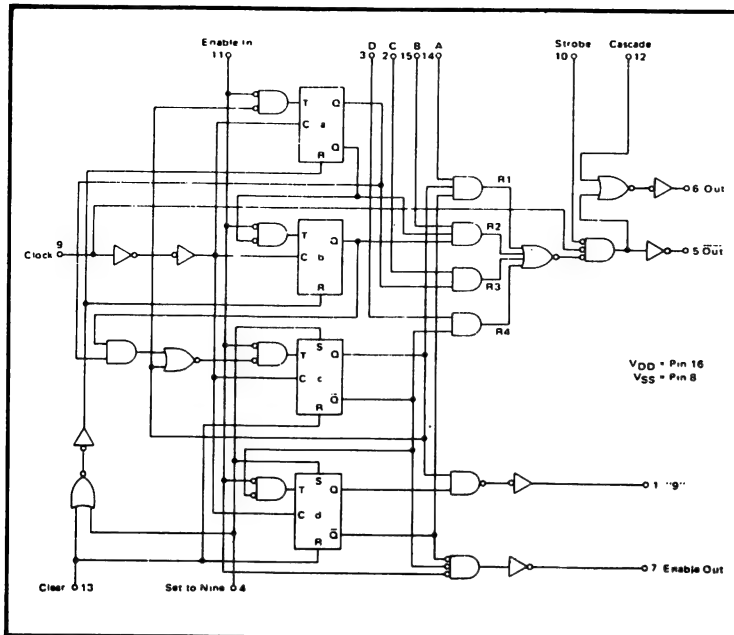 Enable In
11
D
3
C
2
B
15
A
14
Strobe
10
Cascade
12
T Q
C a
Q
R
R1
6 Out
9
Clock
T Q
C b
R
R2
R3
R4
5 O̅u̅t̅
S
T Q
C c
Q̅
R
VDD = Pin 16
VSS = Pin 8
S
T Q
C d
Q̅
R
1 "9"
7 Enable Out
Clear 13
Set to Nine 4